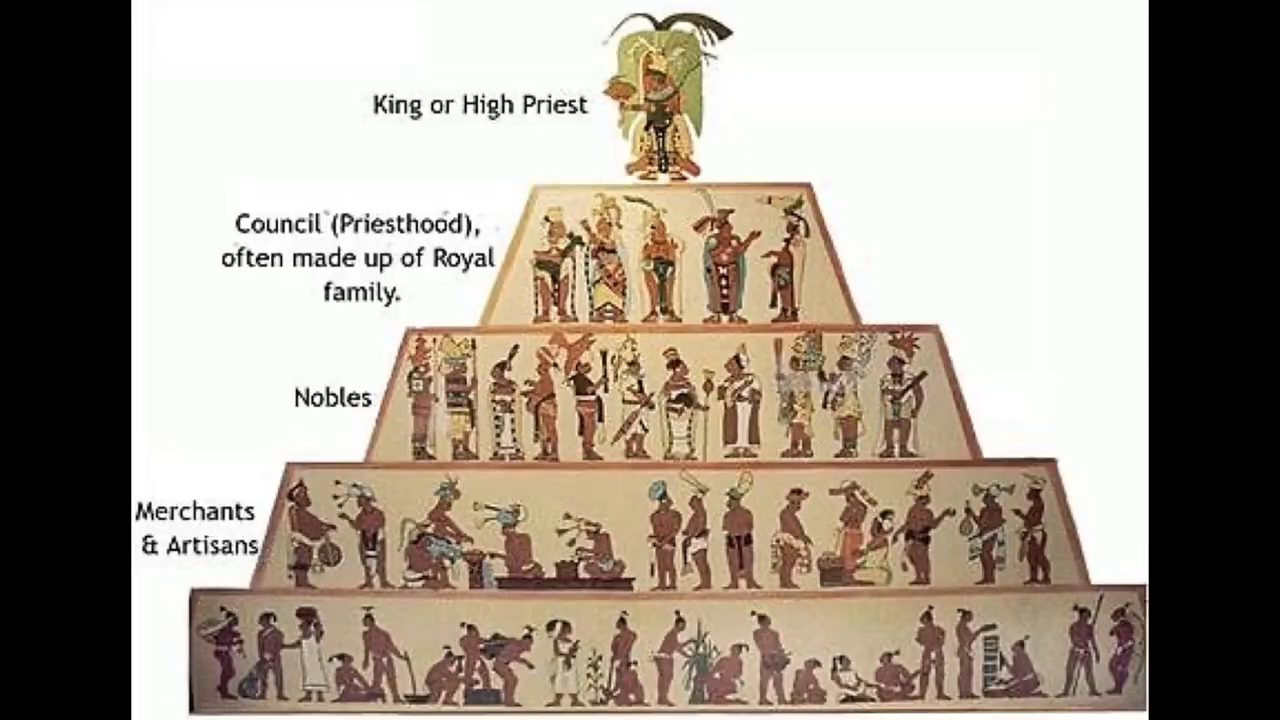 King or High Priest
Council (Priesthood),
often made up of Royal
family.
Nobles
Merchants
& Artisans